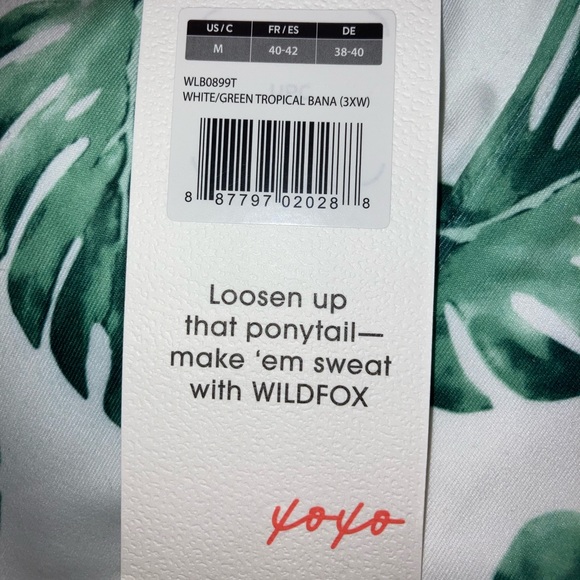 US / C FR / ES DE
M 40-42 38-40
WLB0899T
WHITE/GREEN TROPICAL BANA (3XW)
8 87797 02028 8
Loosen up
that ponytail—
make ‘em sweat
with WILDFOX
xoxo